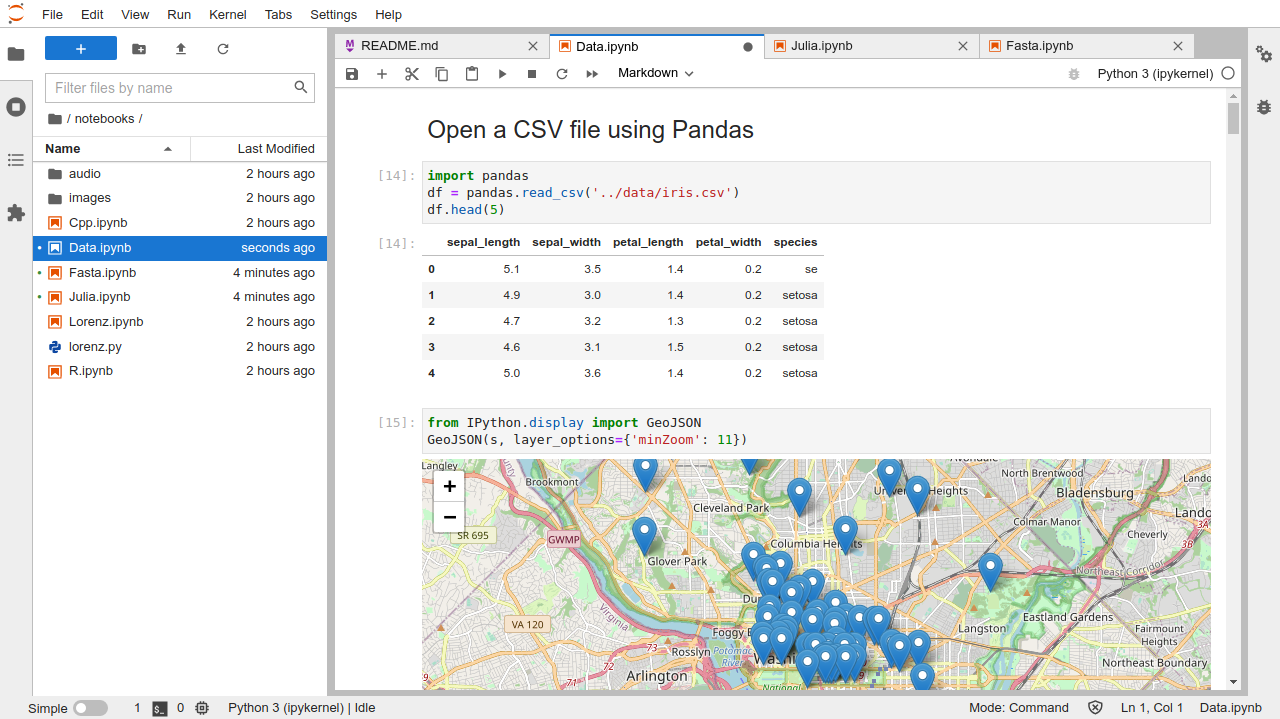 File Edit View Run Kernel Tabs Settings Help
README.md Data.ipynb Julia.ipynb Fasta.ipynb
Markdown Python 3 (ipykernel)
Filter files by name
/ notebooks /
Name Last Modified
audio 2 hours ago
images 2 hours ago
Cpp.ipynb 2 hours ago
Data.ipynb seconds ago
Fasta.ipynb 4 minutes ago
Julia.ipynb 4 minutes ago
Lorenz.ipynb 2 hours ago
lorenz.py 2 hours ago
R.ipynb 2 hours ago
Open a CSV file using Pandas
[14]: import pandas
df = pandas.read_csv('../data/iris.csv')
df.head(5)
[14]: sepal_length sepal_width petal_length petal_width species
0 5.1 3.5 1.4 0.2 se
1 4.9 3.0 1.4 0.2 setosa
2 4.7 3.2 1.3 0.2 setosa
3 4.6 3.1 1.5 0.2 setosa
4 5.0 3.6 1.4 0.2 setosa
[15]: from IPython.display import GeoJSON
GeoJSON(s, layer_options={'minZoom': 11})
Langley
North Brentwood
Brookmont
+
−
Heights
Bladensburg
Cleveland Park
Colmar Manor
SR 695
GWMP
Columbia Heights
Cheverly
3A
36
Glover Park
Northeast Corridor
Virginia
VA 120
Eastland Gardens
Langston
Fairmount
Heights
Foggy
Rosslyn
Potomac
River
Northeast Boundary
Arlington
72
73
71
National
Simple 1 0 Python 3 (ipykernel) | Idle Mode: Command Ln 1, Col 1 Data.ipynb